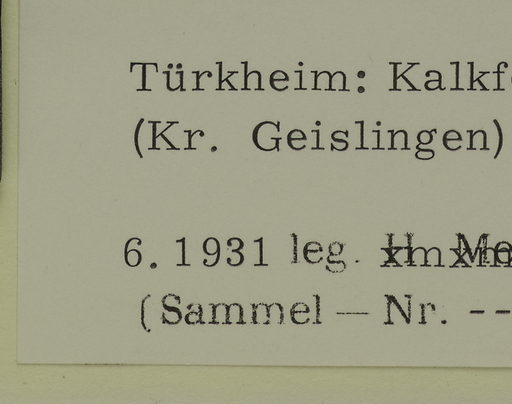 Türkheim: Kalkf
(Kr. Geislingen)
6.1931 leg.
(Sammel – Nr. --